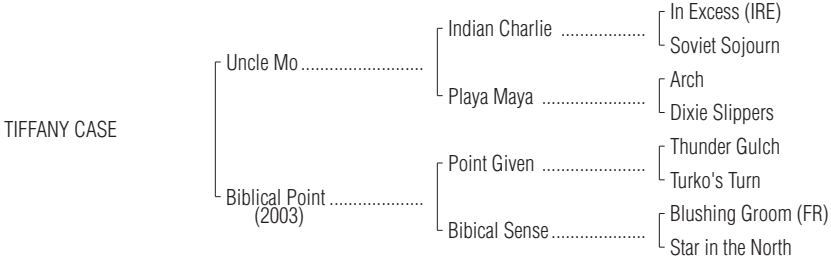 In Excess (IRE)
Indian Charlie ...................
Soviet Sojourn
Uncle Mo ..........................
Arch
Playa Maya ......................
Dixie Slippers
TIFFANY CASE
Thunder Gulch
Point Given ......................
Turko's Turn
Biblical Point ....................
(2003)
Blushing Groom (FR)
Bibical Sense ....................
Star in the North